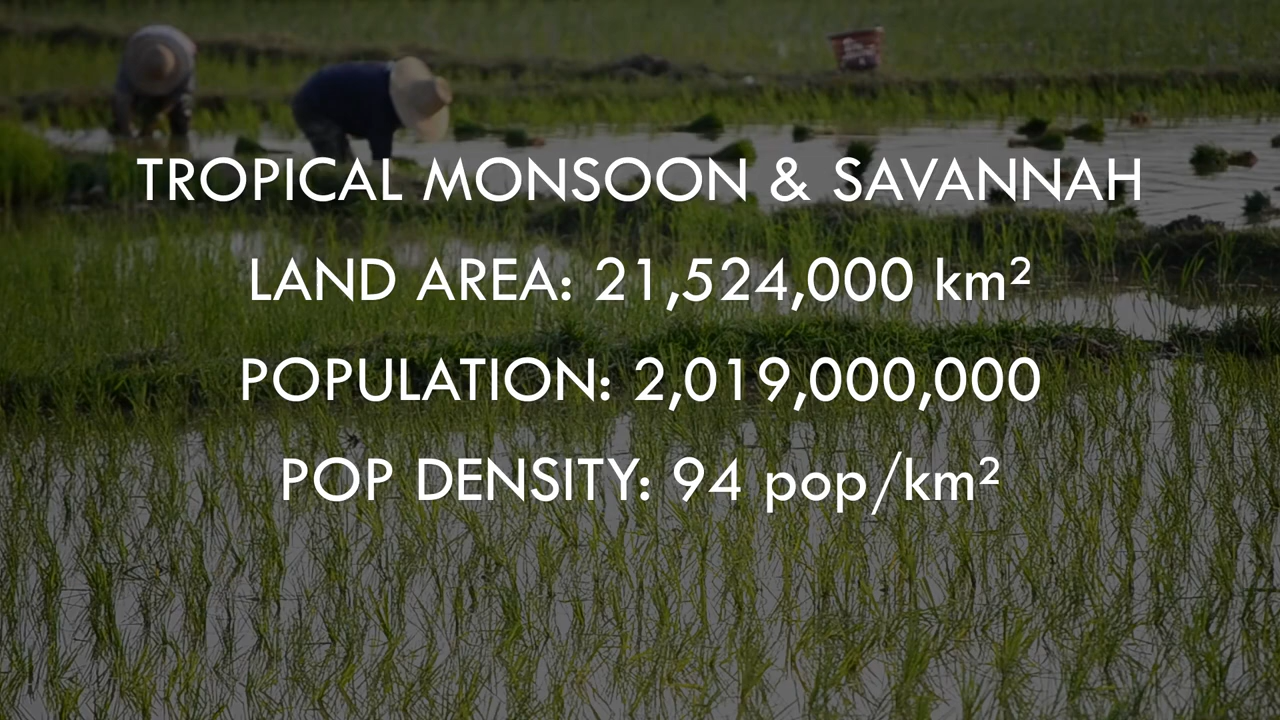 TROPICAL MONSOON & SAVANNAH
LAND AREA: 21,524,000 km²
POPULATION: 2,019,000,000
POP DENSITY: 94 pop/km²